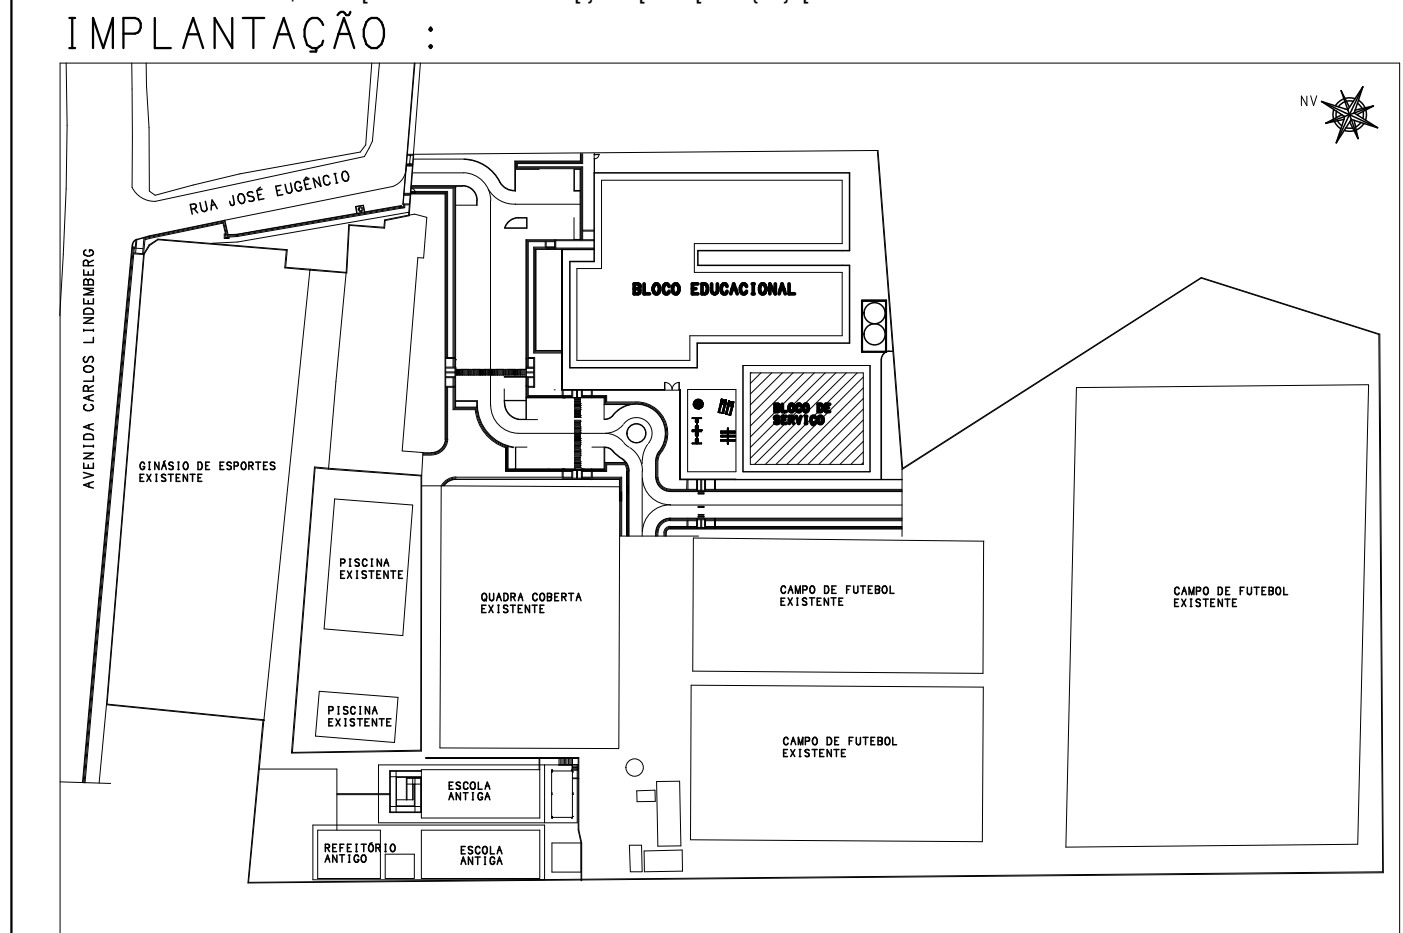 IMPLANTAÇÃO :
NV
RUA JOSÉ EUGÊNCIO
AVENIDA CARLOS LINDEMBERG
BLOCO EDUCACIONAL
BLOCO DE
SERVIÇO
GINÁSIO DE ESPORTES
EXISTENTE
PISCINA
EXISTENTE
QUADRA COBERTA
EXISTENTE
CAMPO DE FUTEBOL
EXISTENTE
CAMPO DE FUTEBOL
EXISTENTE
PISCINA
EXISTENTE
CAMPO DE FUTEBOL
EXISTENTE
ESCOLA
ANTIGA
REFEITÓRIO
ANTIGO
ESCOLA
ANTIGA